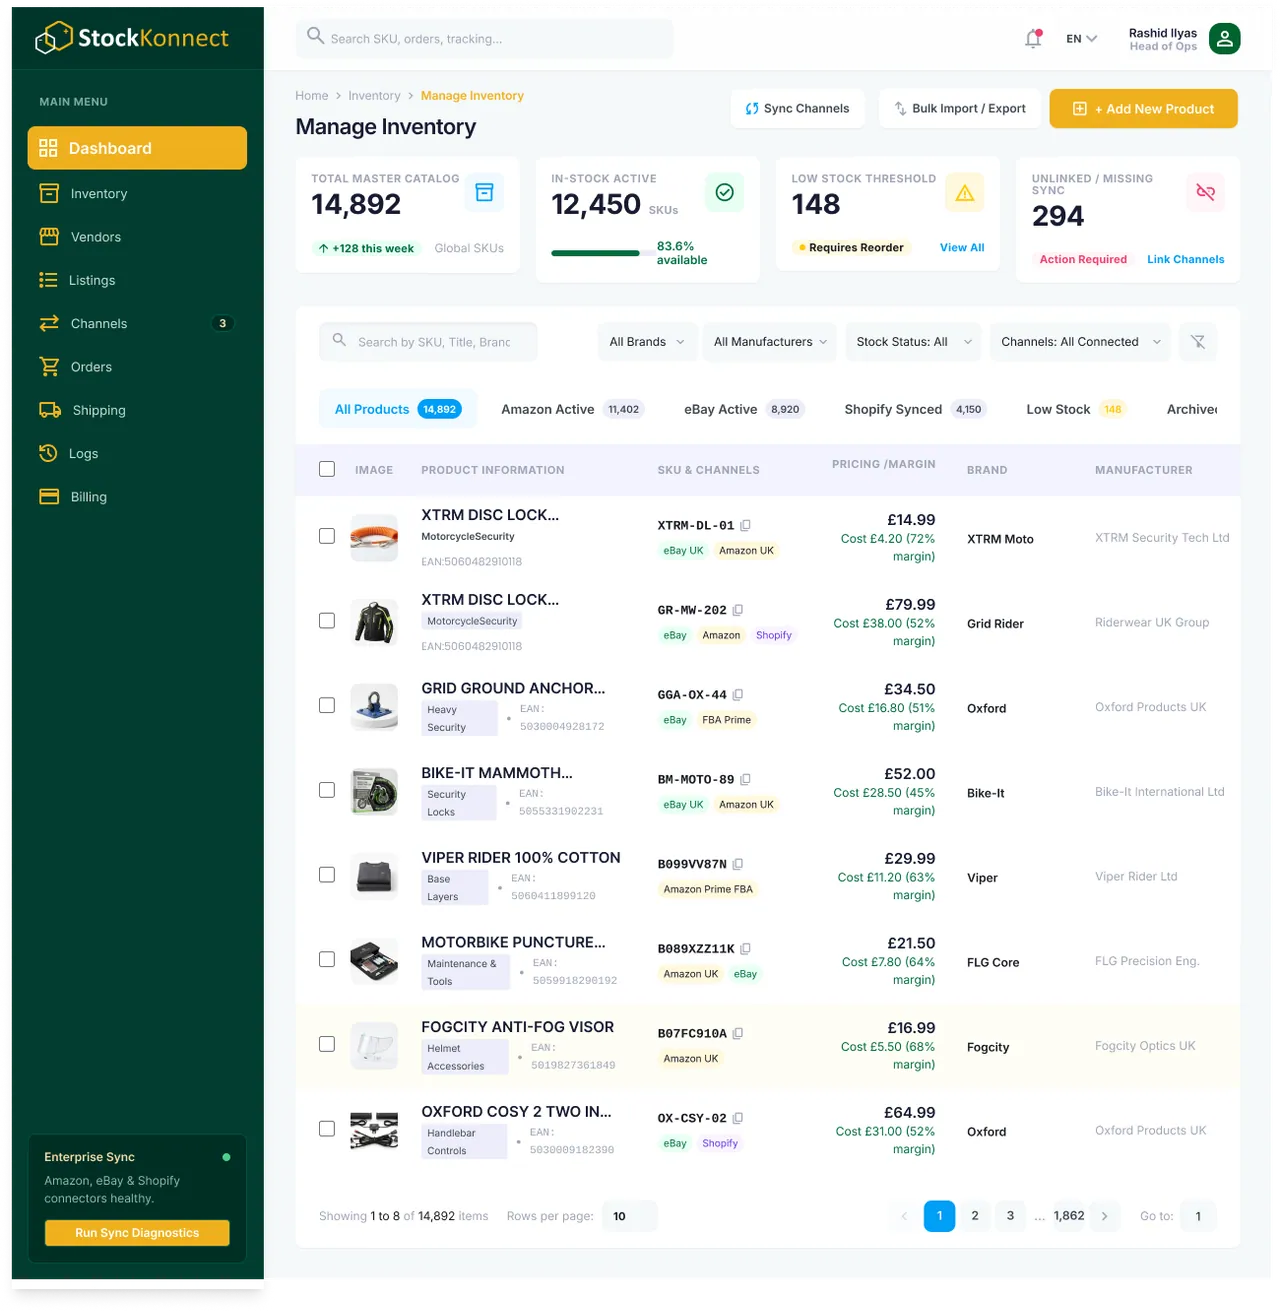 StockKonnect
Search SKU, orders, tracking...
EN
Rashid Ilyas
Head of Ops
MAIN MENU
Dashboard
Inventory
Vendors
Listings
Channels
3
Orders
Shipping
Logs
Billing
Enterprise Sync
Amazon, eBay & Shopify
connectors healthy.
Run Sync Diagnostics
Home > Inventory > Manage Inventory
Manage Inventory
Sync Channels
Bulk Import / Export
+ Add New Product
TOTAL MASTER CATALOG
14,892
↑ +128 this week
Global SKUs
IN-STOCK ACTIVE
12,450 SKUs
83.6%
available
LOW STOCK THRESHOLD
148
Requires Reorder
View All
UNLINKED / MISSING
SYNC
294
Action Required
Link Channels
Search by SKU, Title, Branc
All Brands
All Manufacturers
Stock Status: All
Channels: All Connected
All Products 14,892
Amazon Active 11,402
eBay Active 8,920
Shopify Synced 4,150
Low Stock 148
Archived
IMAGE PRODUCT INFORMATION SKU & CHANNELS PRICING /MARGIN BRAND MANUFACTURER
XTRM DISC LOCK...
MotorcycleSecurity
EAN:5060482910118
XTRM-DL-01
eBay UK Amazon UK
£14.99
Cost £4.20 (72%
margin)
XTRM Moto
XTRM Security Tech Ltd
XTRM DISC LOCK...
MotorcycleSecurity
EAN:5060482910118
GR-MW-202
eBay Amazon Shopify
£79.99
Cost £38.00 (52%
margin)
Grid Rider
Riderwear UK Group
GRID GROUND ANCHOR...
Heavy
Security
• EAN:
5030004928172
GGA-OX-44
eBay FBA Prime
£34.50
Cost £16.80 (51%
margin)
Oxford
Oxford Products UK
BIKE-IT MAMMOTH...
Security
Locks
• EAN:
5055331902231
BM-MOTO-89
eBay UK Amazon UK
£52.00
Cost £28.50 (45%
margin)
Bike-It
Bike-It International Ltd
VIPER RIDER 100% COTTON
Base
Layers
• EAN:
5060411899120
B099VV87N
Amazon Prime FBA
£29.99
Cost £11.20 (63%
margin)
Viper
Viper Rider Ltd
MOTORBIKE PUNCTURE...
Maintenance &
Tools
• EAN:
5059918290192
B089XZZ11K
Amazon UK eBay
£21.50
Cost £7.80 (64%
margin)
FLG Core
FLG Precision Eng.
FOGCITY ANTI-FOG VISOR
Helmet
Accessories
• EAN:
5019827361849
B07FC910A
Amazon UK
£16.99
Cost £5.50 (68%
margin)
Fogcity
Fogcity Optics UK
OXFORD COSY 2 TWO IN...
Handlebar
Controls
• EAN:
5030009182390
OX-CSY-02
eBay Shopify
£64.99
Cost £31.00 (52%
margin)
Oxford
Oxford Products UK
Showing 1 to 8 of 14,892 items
Rows per page: 10
< 1 2 3 ... 1,862 >
Go to: 1